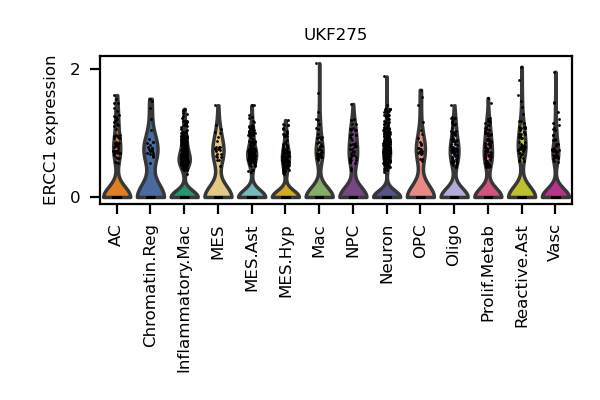 UKF275
ERCC1 expression
2
0
AC
Chromatin.Reg
Inflammatory.Mac
MES
MES.Ast
MES.Hyp
Mac
NPC
Neuron
OPC
Oligo
Prolif.Metab
Reactive.Ast
Vasc